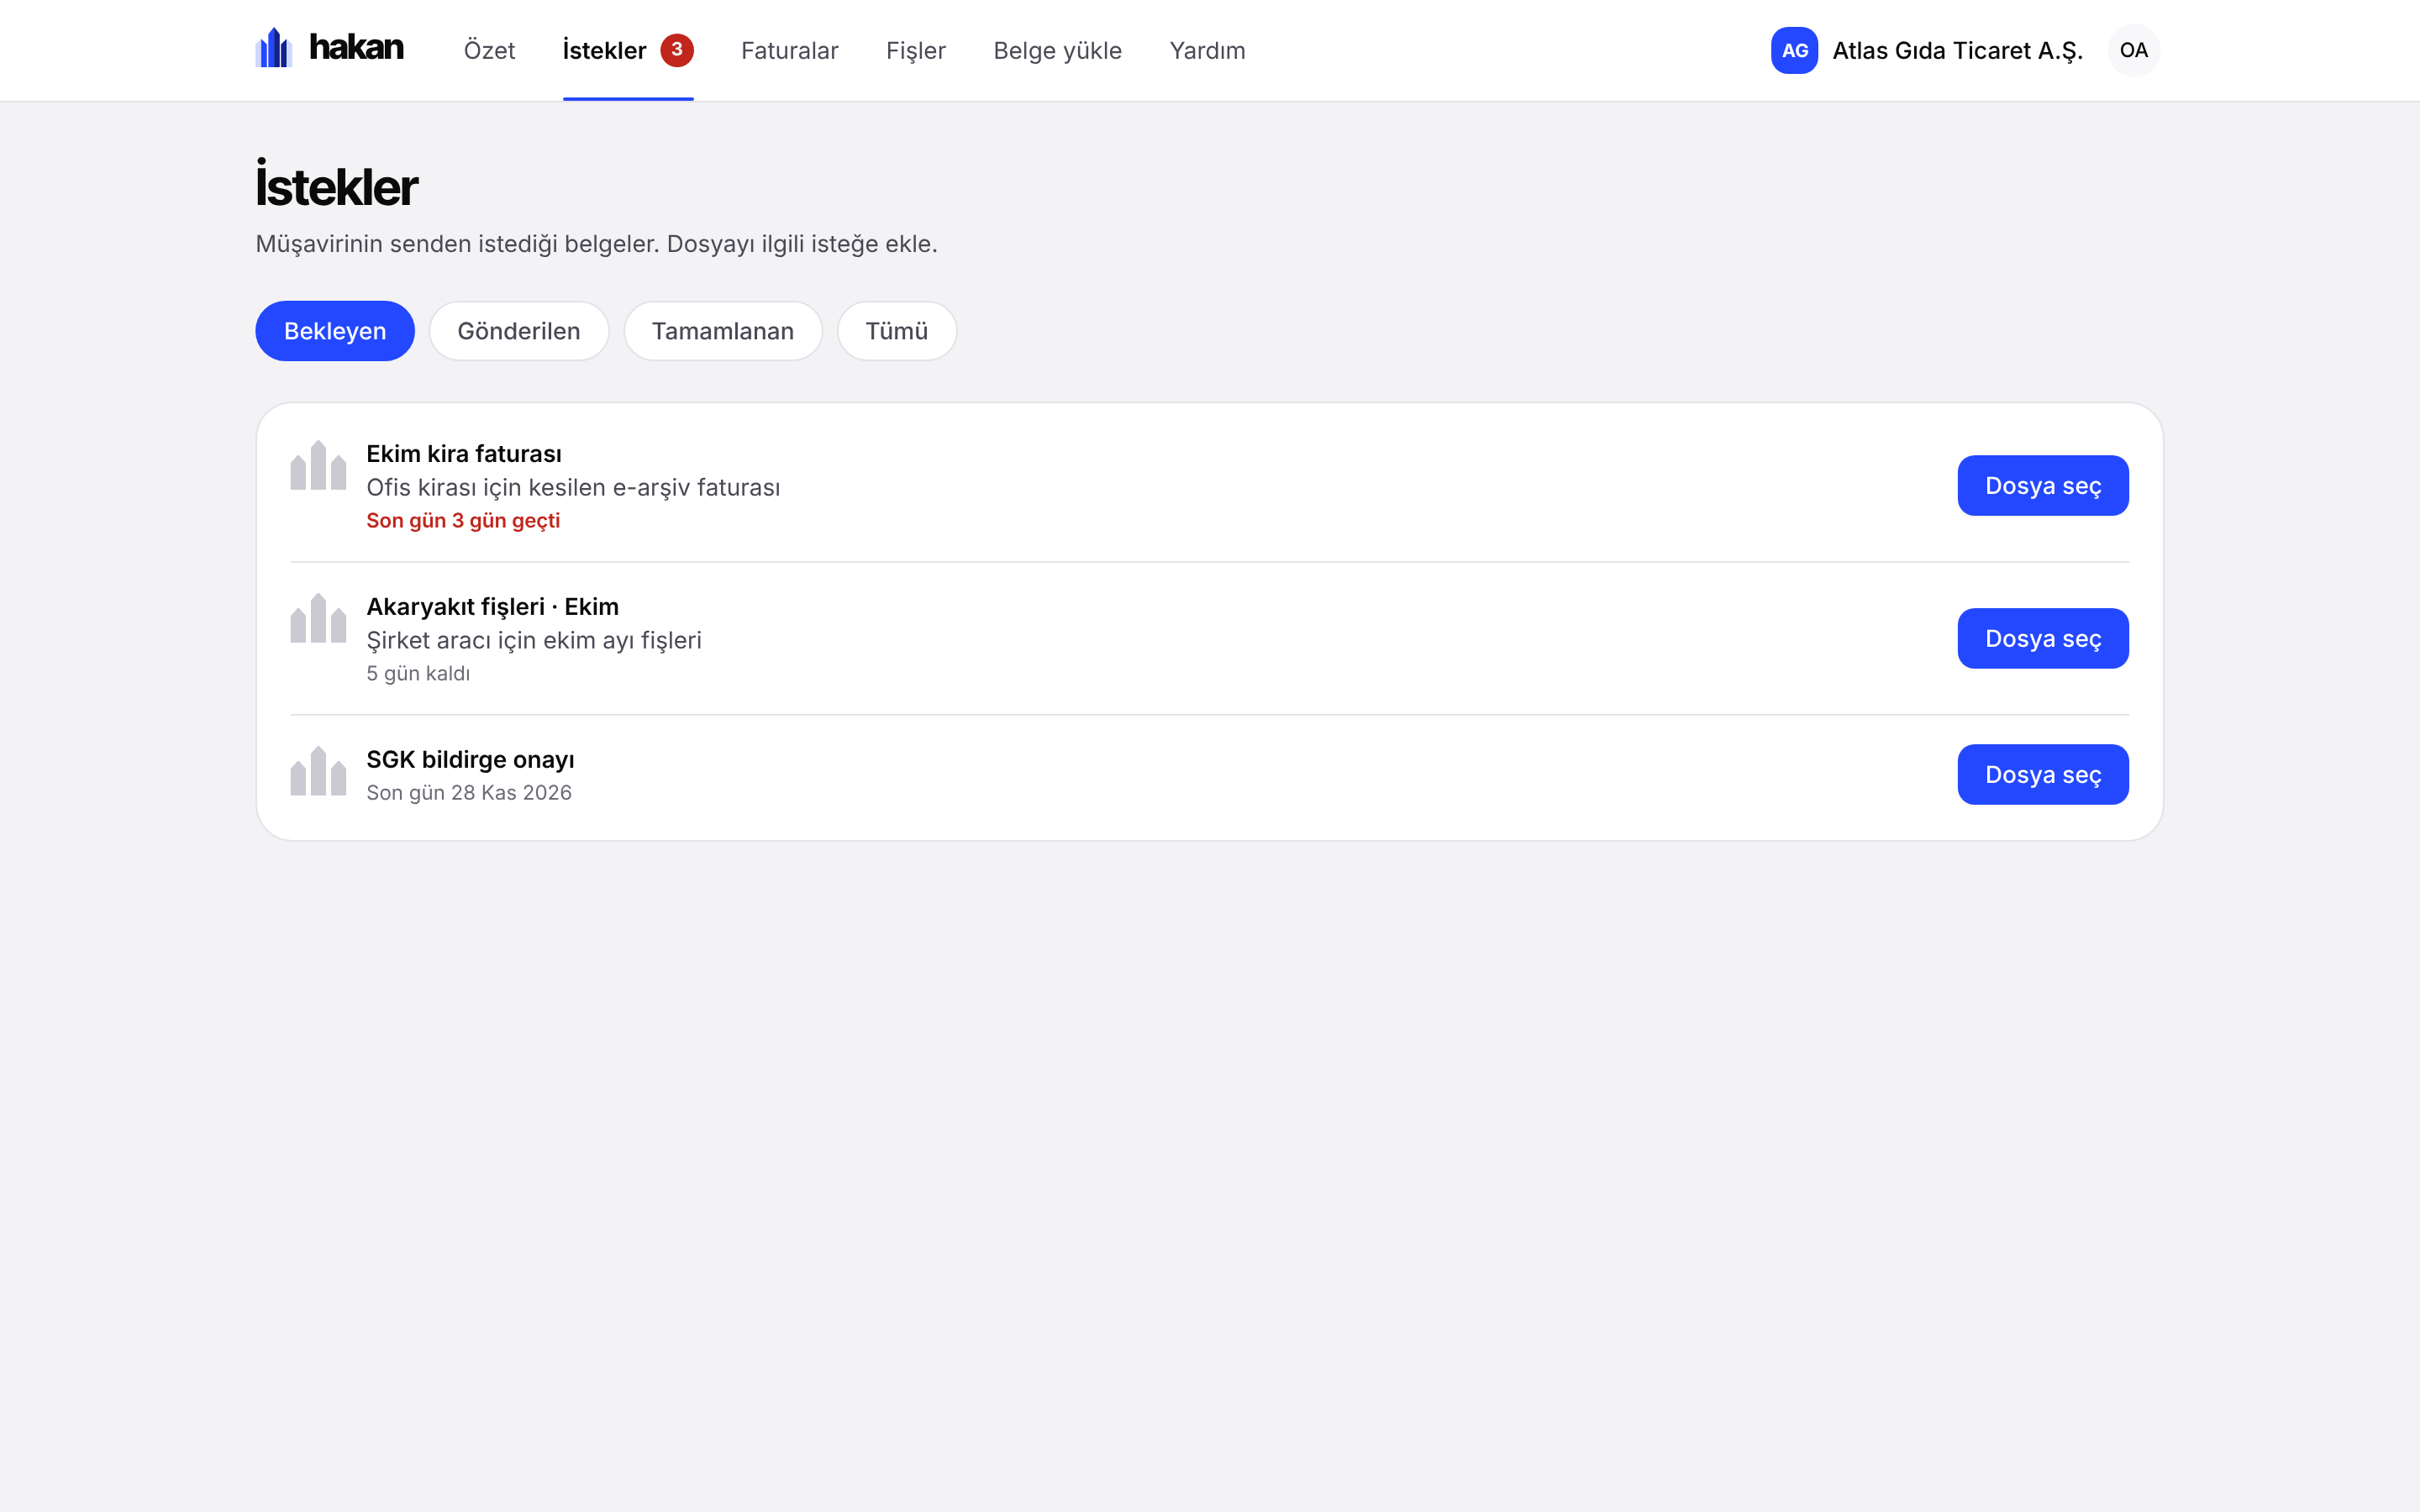 hakan Özet İstekler 3 Faturalar Fişler Belge yükle Yardım AG Atlas Gıda Ticaret A.Ş. OA
İstekler
Müşavirinin senden istediği belgeler. Dosyayı ilgili isteğe ekle.
Bekleyen Gönderilen Tamamlanan Tümü
Ekim kira faturası
Ofis kirası için kesilen e-arşiv faturası
Son gün 3 gün geçti
Dosya seç
Akaryakıt fişleri · Ekim
Şirket aracı için ekim ayı fişleri
5 gün kaldı
Dosya seç
SGK bildirge onayı
Son gün 28 Kas 2026
Dosya seç